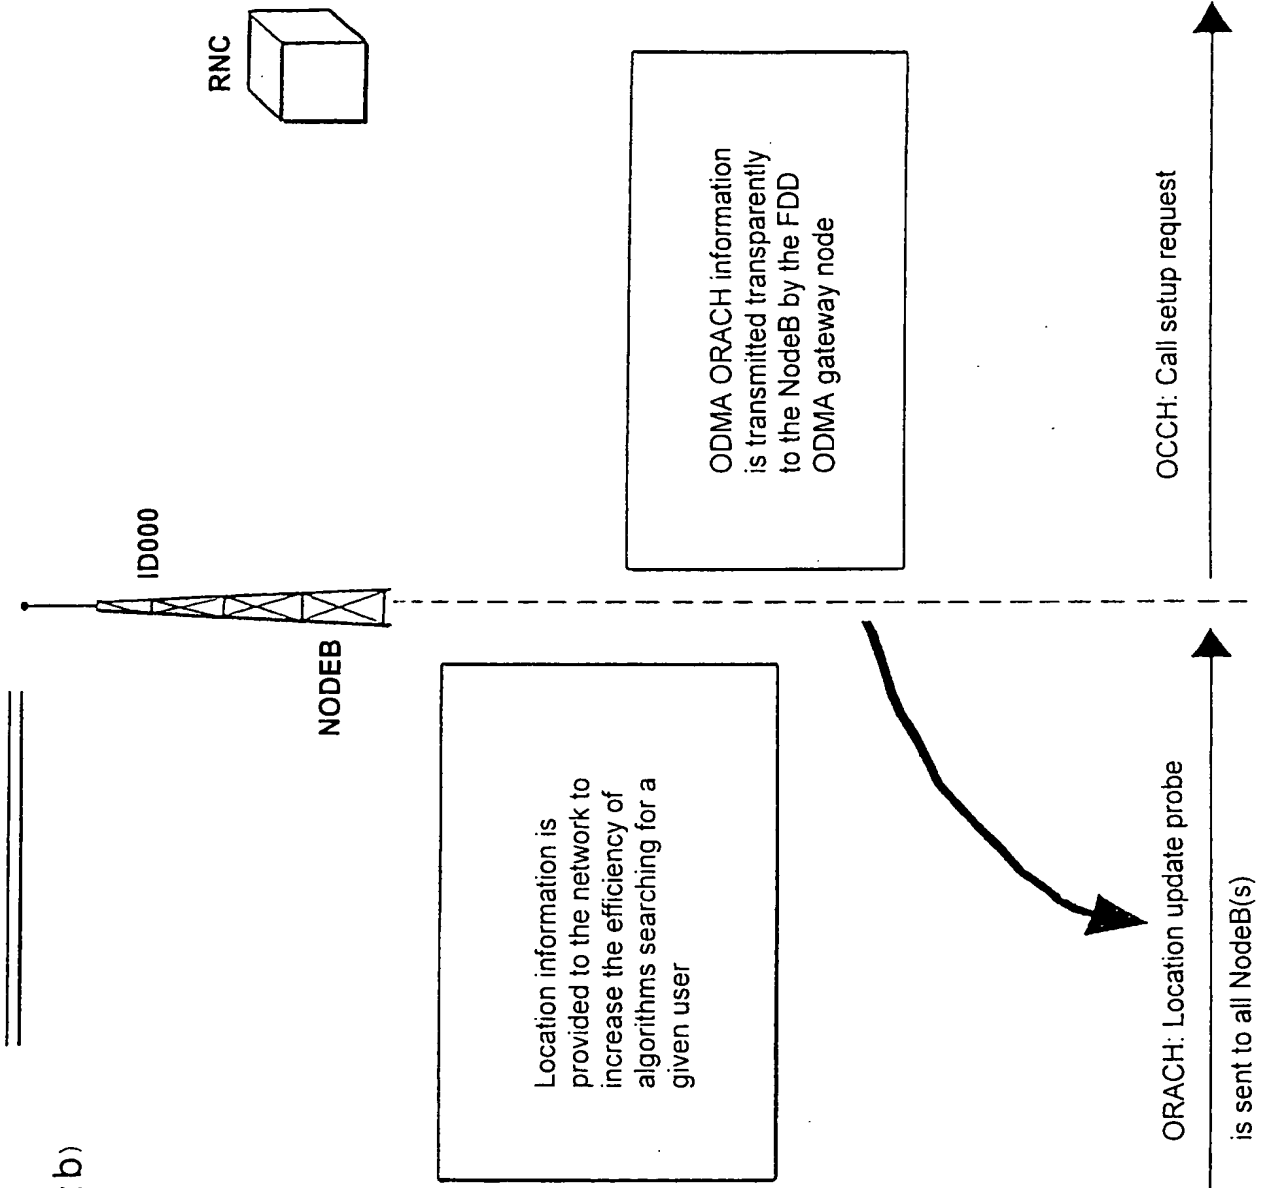 b)
ID000
NODEB
RNC
Location information is
provided to the network to
increase the efficiency of
algorithms searching for a
given user
ODMA ORACH information
is transmitted transparently
to the NodeB by the FDD
ODMA gateway node
ORACH: Location update probe
is sent to all NodeB(s)
OCCH: Call setup request